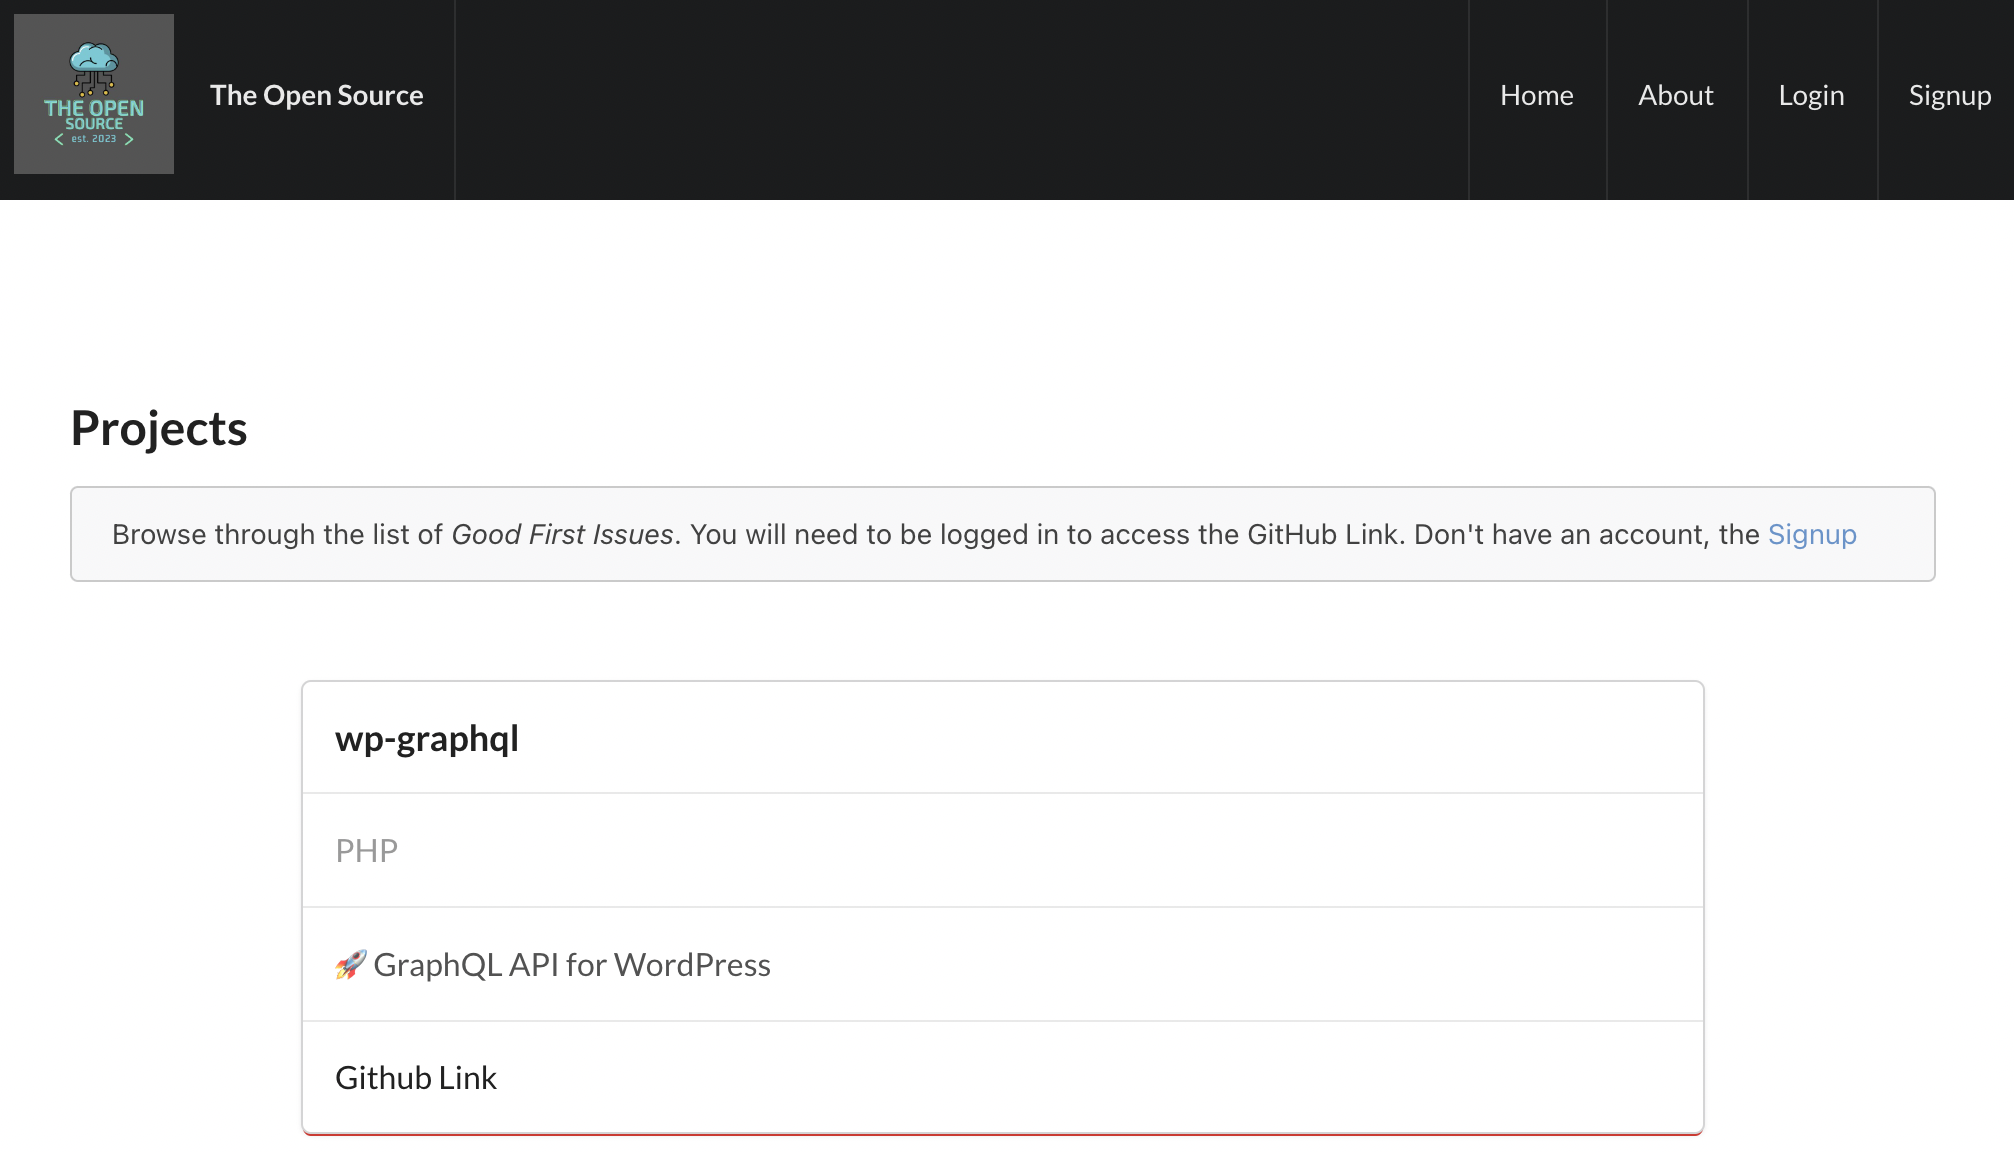 THE OPEN
SOURCE
< est. 2023 >
The Open Source
Home
About
Login
Signup
Projects
Browse through the list of Good First Issues. You will need to be logged in to access the GitHub Link. Don't have an account, the Signup
wp-graphql
PHP
🚀 GraphQL API for WordPress
Github Link